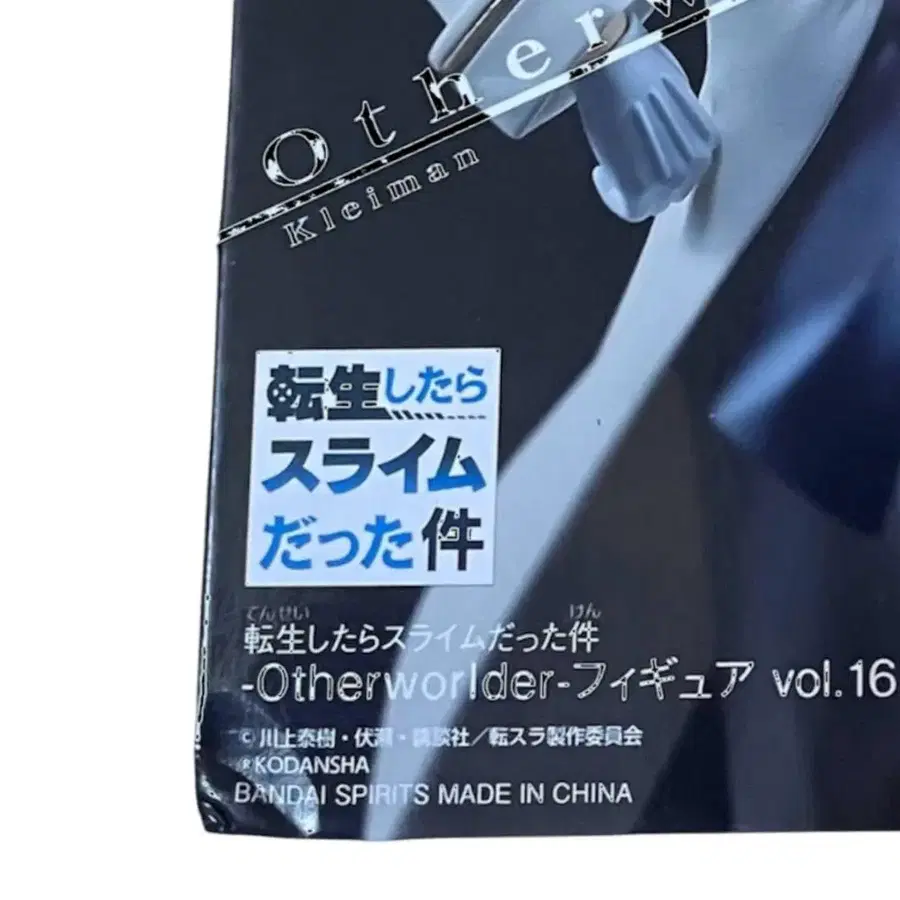 Otherw
Kleiman
転生したら
スライム
だった件
てんせい けん
転生したらスライムだった件
-Otherworlder-フィギュア vol.16
©川上泰樹・伏瀬・講談社／転スラ製作委員会
®KODANSHA
BANDAI SPIRITS MADE IN CHINA